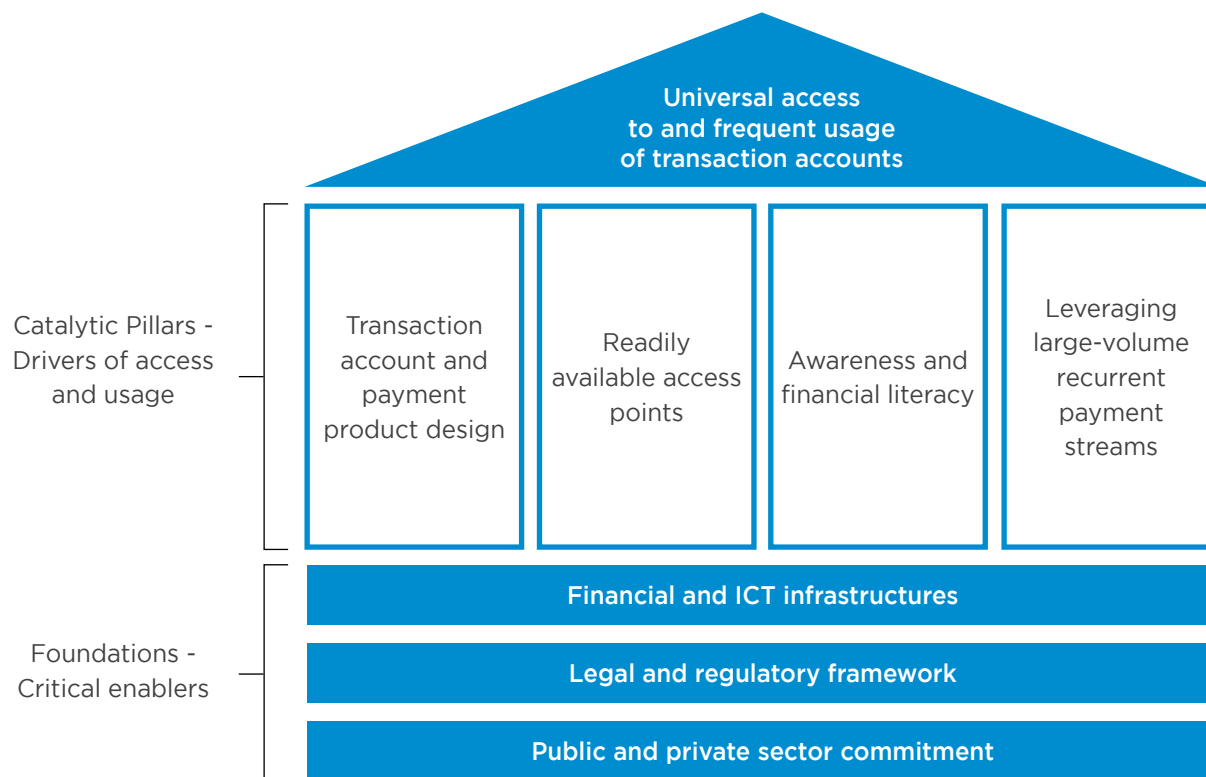 Universal access
to and frequent usage
of transaction accounts
Catalytic Pillars -
Drivers of access
and usage
Transaction
account and
payment
product design
Readily
available access
points
Awareness and
financial literacy
Leveraging
large-volume
recurrent
payment
streams
Foundations -
Critical enablers
Financial and ICT infrastructures
Legal and regulatory framework
Public and private sector commitment